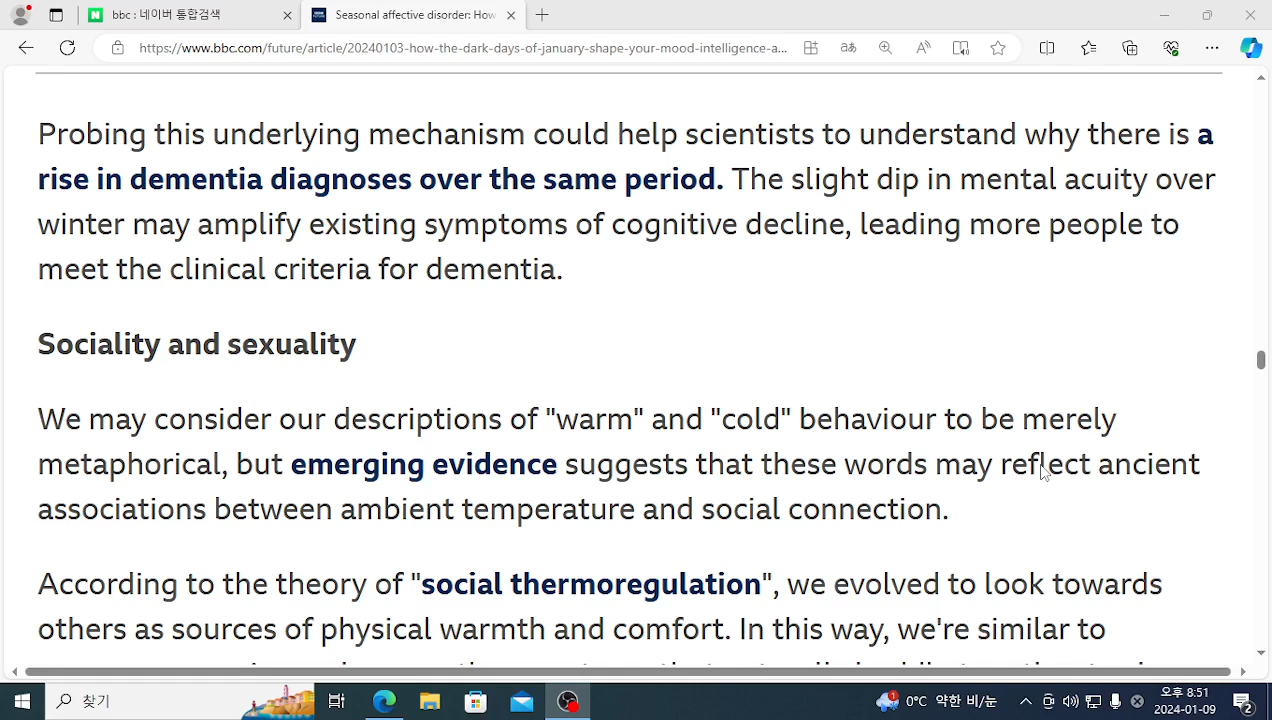 bbc : 네이버 통합검색
Seasonal affective disorder: How
https://www.bbc.com/future/article/20240103-how-the-dark-days-of-january-shape-your-mood-intelligence-a...
Probing this underlying mechanism could help scientists to understand why there is a
rise in dementia diagnoses over the same period. The slight dip in mental acuity over
winter may amplify existing symptoms of cognitive decline, leading more people to
meet the clinical criteria for dementia.
Sociality and sexuality
We may consider our descriptions of "warm" and "cold" behaviour to be merely
metaphorical, but emerging evidence suggests that these words may reflect ancient
associations between ambient temperature and social connection.
According to the theory of "social thermoregulation", we evolved to look towards
others as sources of physical warmth and comfort. In this way, we're similar to
찾기
1
0°C 약한 비/눈
오후 8:51
2024-01-09
2